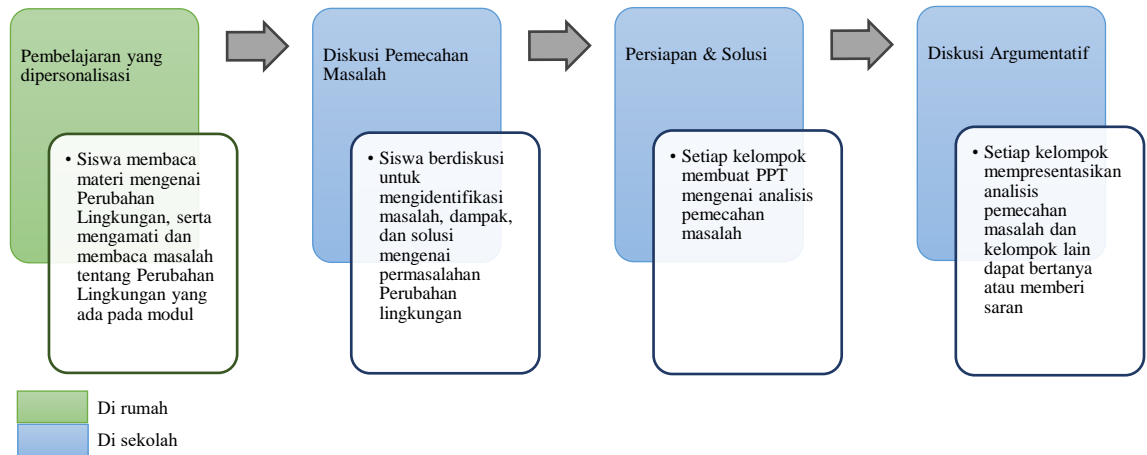 Pembelajaran yang
dipersonalisasi
• Siswa membaca
materi mengenai
Perubahan
Lingkungan, serta
mengamati dan
membaca masalah
tentang Perubahan
Lingkungan yang
ada pada modul
Diskusi Pemecahan
Masalah
• Siswa berdiskusi
untuk
mengidentifikasi
masalah, dampak,
dan solusi
mengenai
permasalahan
Perubahan
lingkungan
Persiapan & Solusi
• Setiap kelompok
membuat PPT
mengenai analisis
pemecahan
masalah
Diskusi Argumentatif
• Setiap kelompok
mempresentasikan
analisis
pemecahan
masalah dan
kelompok lain
dapat bertanya
atau memberi
saran
Di rumah
Di sekolah